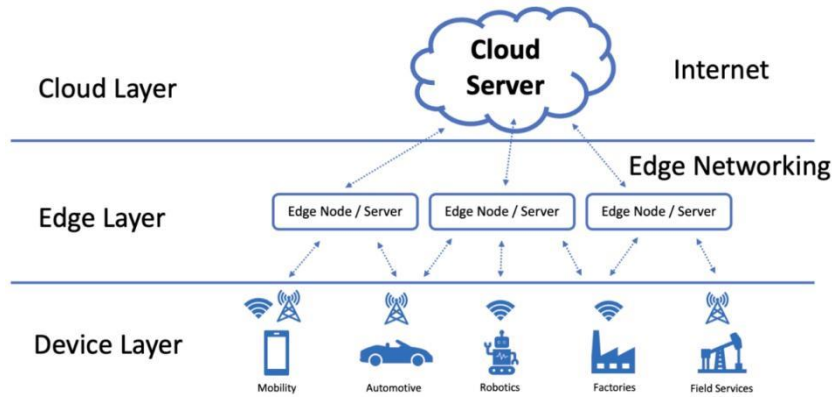 Cloud
Server
Internet
Cloud Layer
Edge Networking
Edge Node / Server
Edge Node / Server
Edge Node / Server
Edge Layer
Device Layer
Mobility
Automotive
Robotics
Factories
Field Services